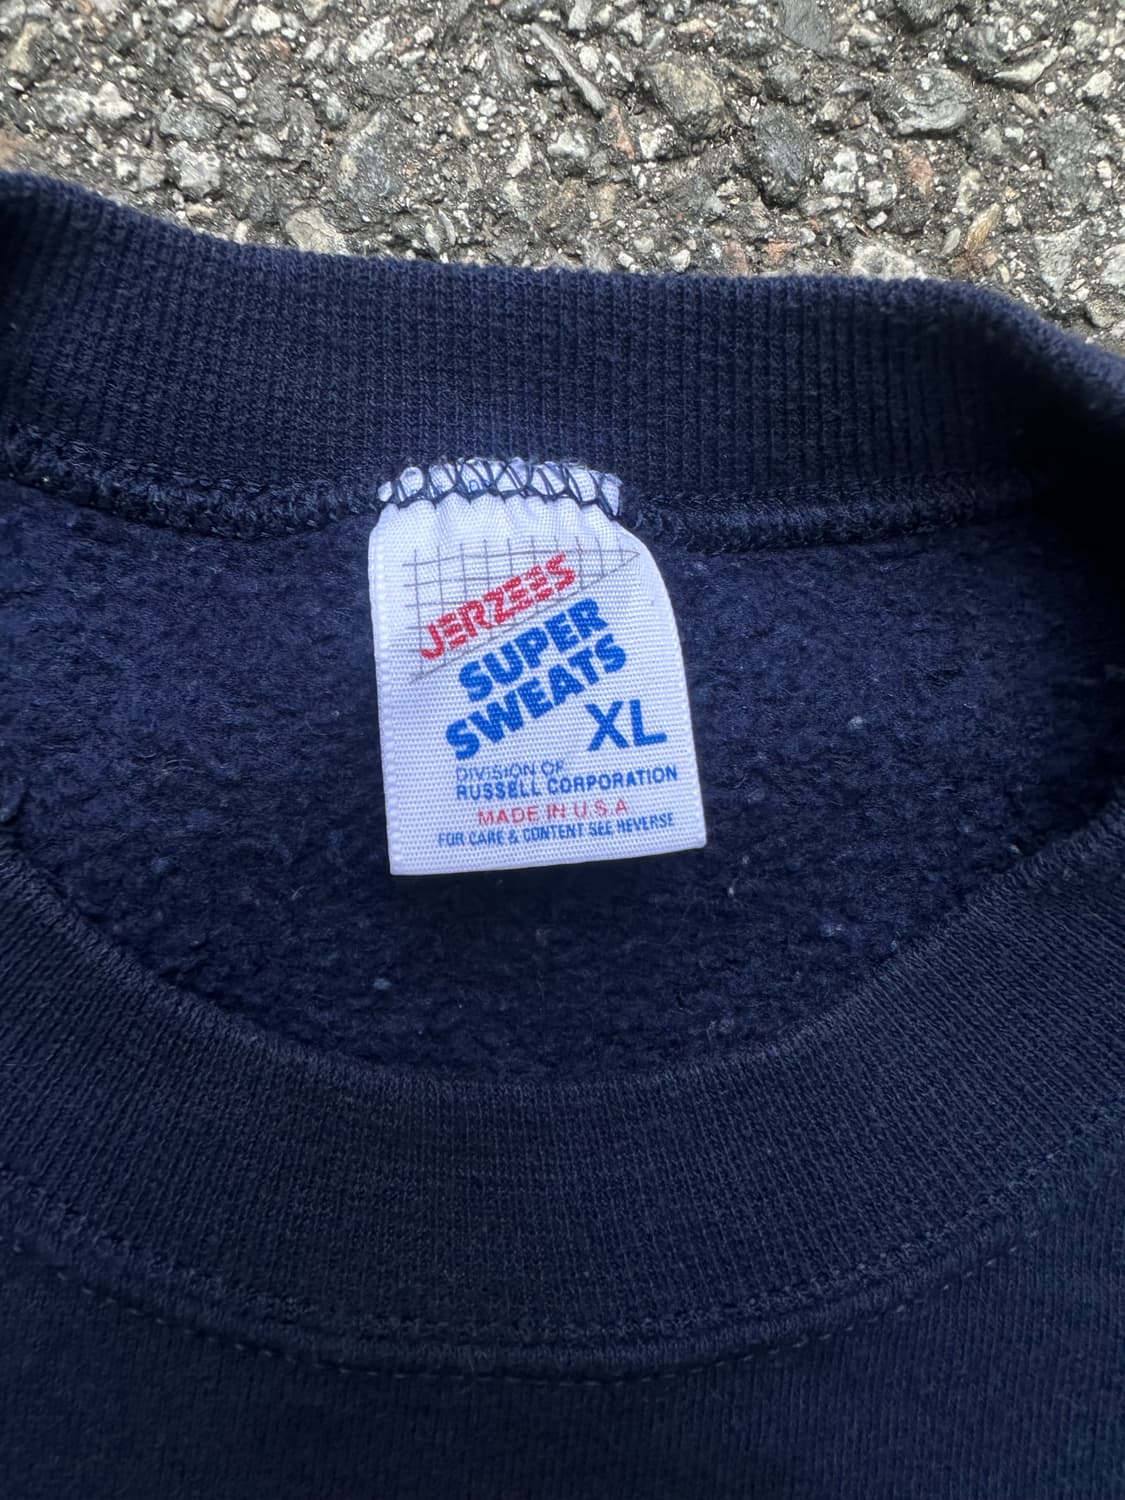 JERZEES
SUPER
SWEATS
XL
DIVISION OF
RUSSELL CORPORATION
MADE IN U.S.A
FOR CARE & CONTENT SEE REVERSE